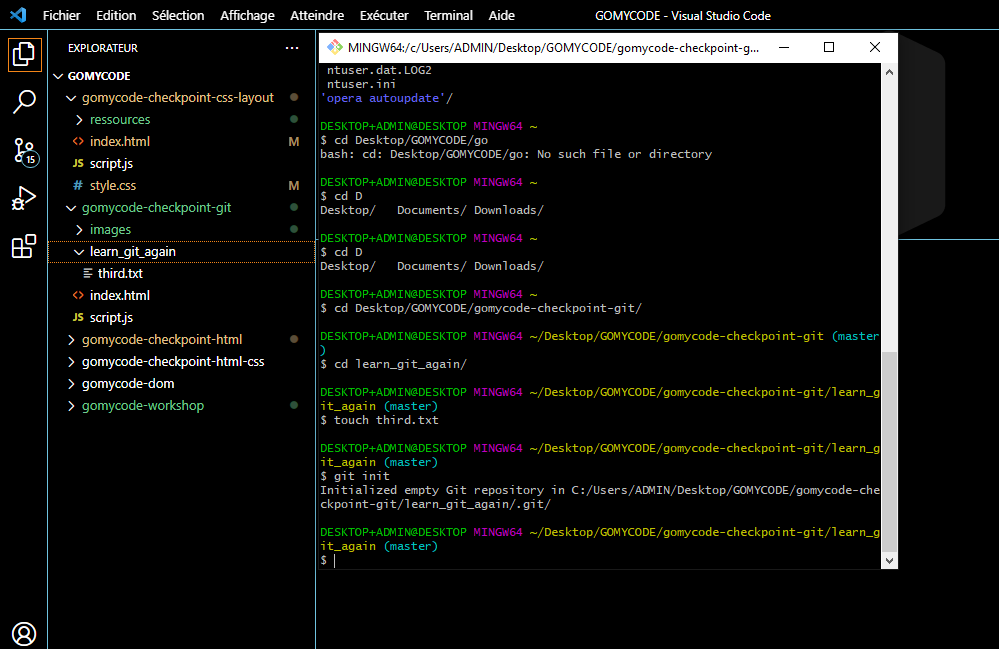 Fichier Edition Sélection Affichage Atteindre Exécuter Terminal Aide GOMYCODE - Visual Studio Code
EXPLORATEUR ...
GOMYCODE
gomycode-checkpoint-css-layout
ressources
index.html M
JS script.js
# style.css M
gomycode-checkpoint-git
images
learn_git_again
third.txt
index.html
JS script.js
gomycode-checkpoint-html
gomycode-checkpoint-html-css
gomycode-dom
gomycode-workshop
15
MINGW64:/c/Users/ADMIN/Desktop/GOMYCODE/gomycode-checkpoint-g...
ntuser.dat.LOG2
ntuser.ini
'opera autoupdate'/
DESKTOP+ADMIN@DESKTOP MINGW64 ~
$ cd Desktop/GOMYCODE/go
bash: cd: Desktop/GOMYCODE/go: No such file or directory
DESKTOP+ADMIN@DESKTOP MINGW64 ~
$ cd D
Desktop/ Documents/ Downloads/
DESKTOP+ADMIN@DESKTOP MINGW64 ~
$ cd D
Desktop/ Documents/ Downloads/
DESKTOP+ADMIN@DESKTOP MINGW64 ~
$ cd Desktop/GOMYCODE/gomycode-checkpoint-git/
DESKTOP+ADMIN@DESKTOP MINGW64 ~/Desktop/GOMYCODE/gomycode-checkpoint-git (master
)
$ cd learn_git_again/
DESKTOP+ADMIN@DESKTOP MINGW64 ~/Desktop/GOMYCODE/gomycode-checkpoint-git/learn_g
it_again (master)
$ touch third.txt
DESKTOP+ADMIN@DESKTOP MINGW64 ~/Desktop/GOMYCODE/gomycode-checkpoint-git/learn_g
it_again (master)
$ git init
Initialized empty Git repository in C:/Users/ADMIN/Desktop/GOMYCODE/gomycode-che
ckpoint-git/learn_git_again/.git/
DESKTOP+ADMIN@DESKTOP MINGW64 ~/Desktop/GOMYCODE/gomycode-checkpoint-git/learn_g
it_again (master)
$